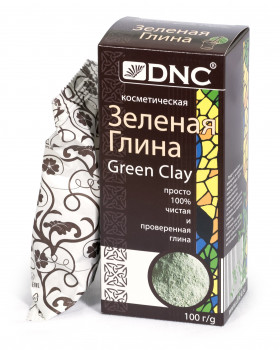 DNC
косметическая
Зеленая
Глина
Green Clay
просто
100%
чистая
и
проверенная
глина
100 г/g